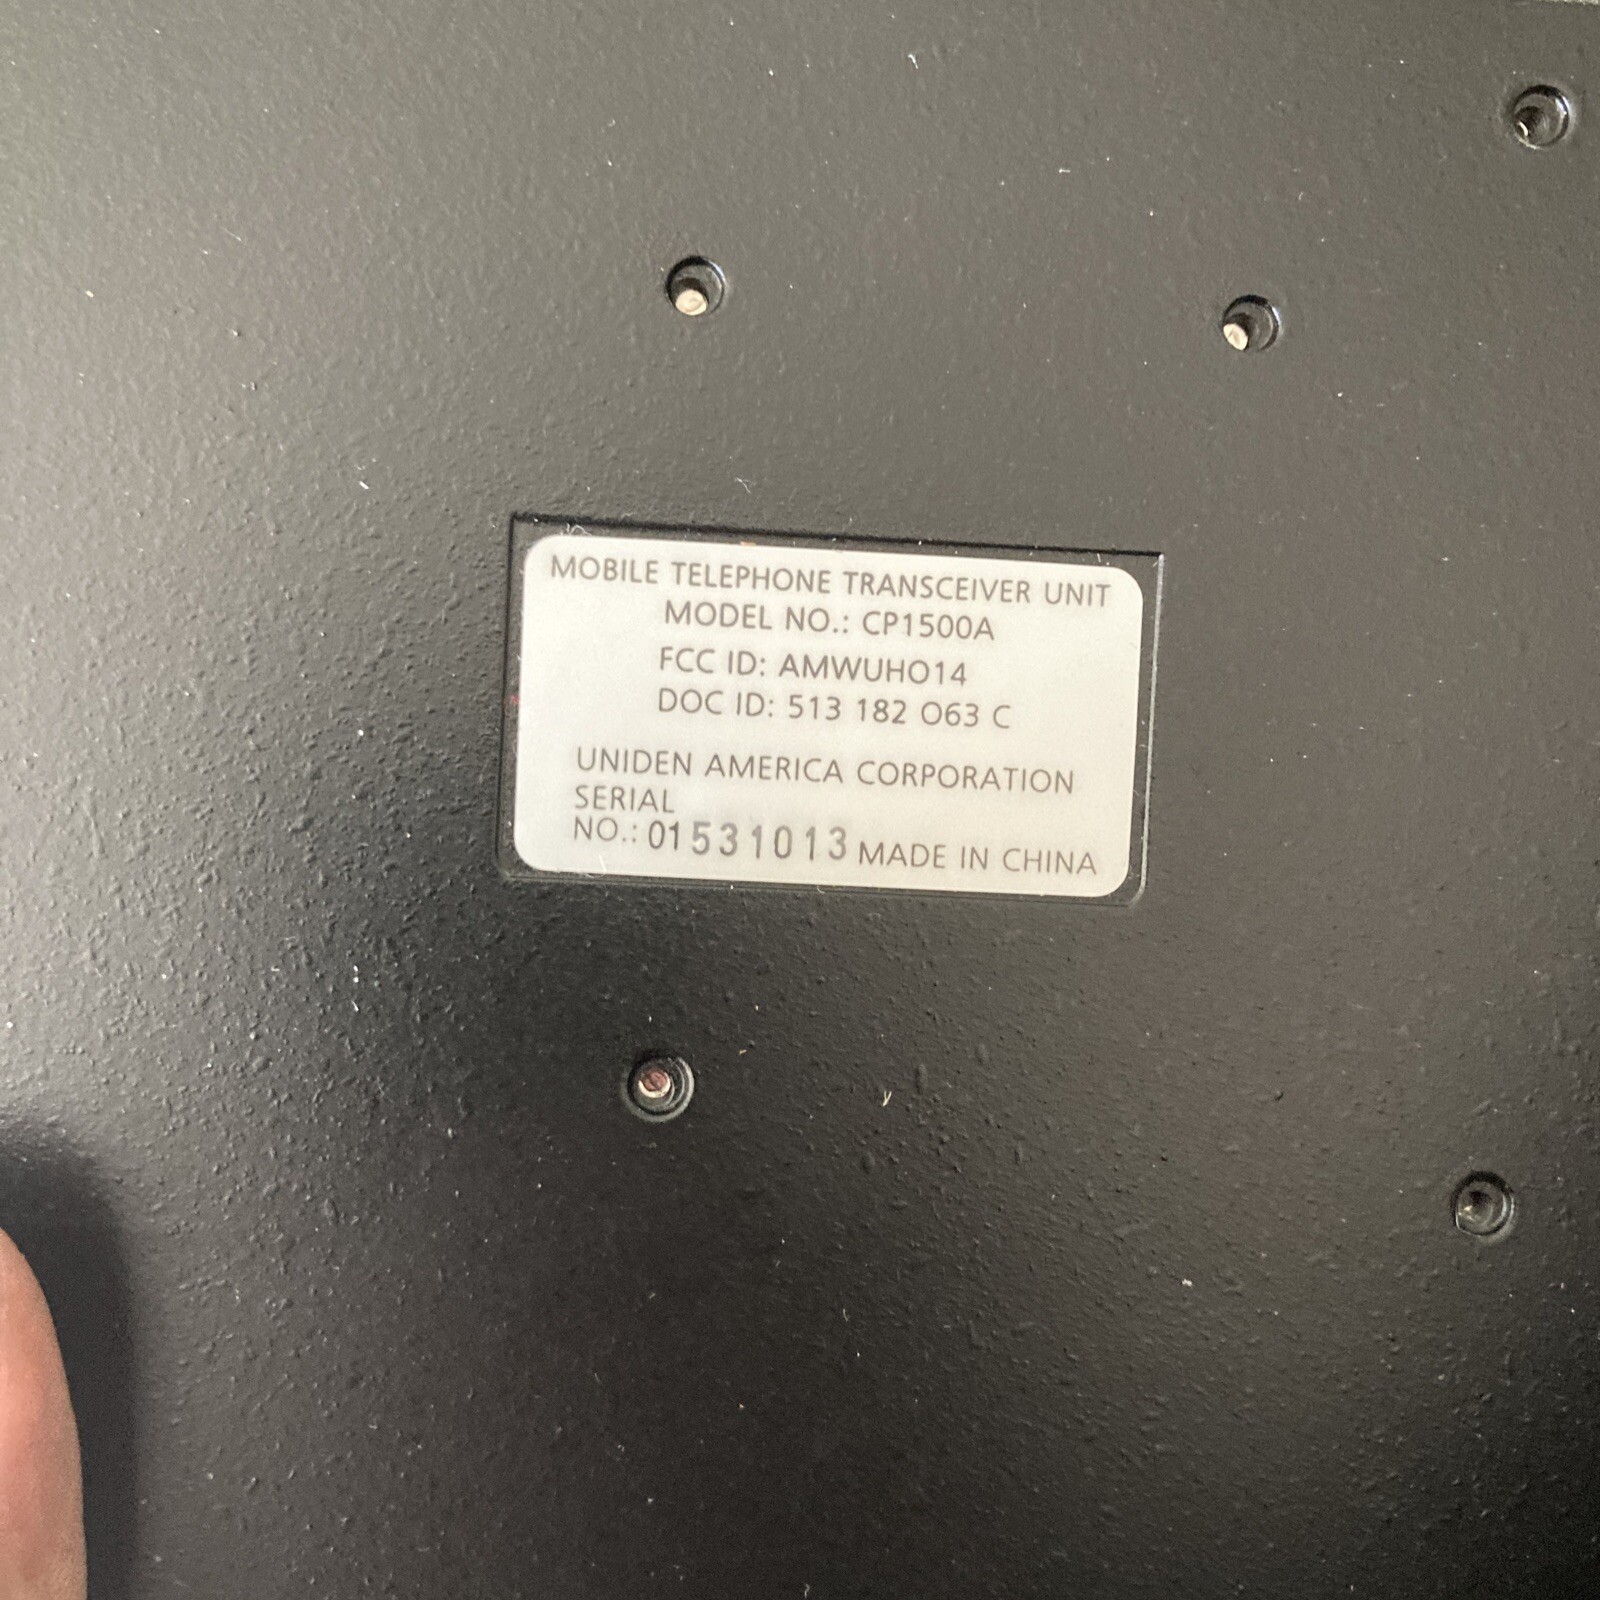 MOBILE TELEPHONE TRANSCEIVER UNIT
MODEL NO.: CP1500A
FCC ID: AMWUHO14
DOC ID: 513 182 O63 C
UNIDEN AMERICA CORPORATION
SERIAL
NO.: 01531013 MADE IN CHINA